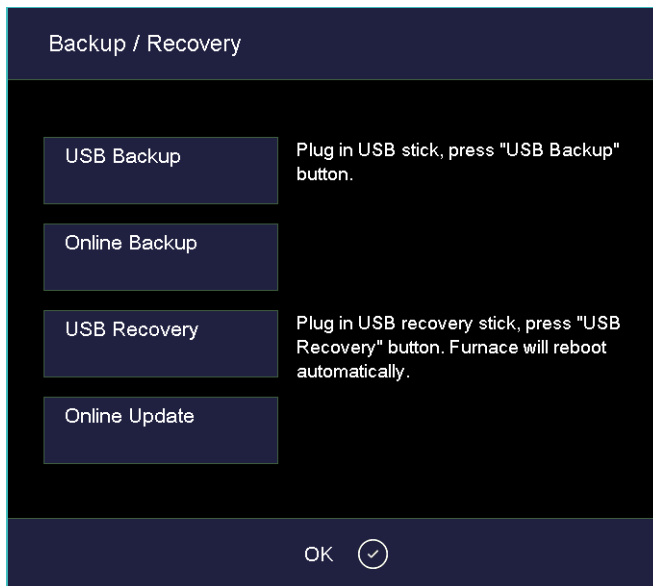 Backup / Recovery
USB Backup
Plug in USB stick, press "USB Backup"
button.
Online Backup
USB Recovery
Plug in USB recovery stick, press "USB
Recovery" button. Furnace will reboot
automatically.
Online Update
OK